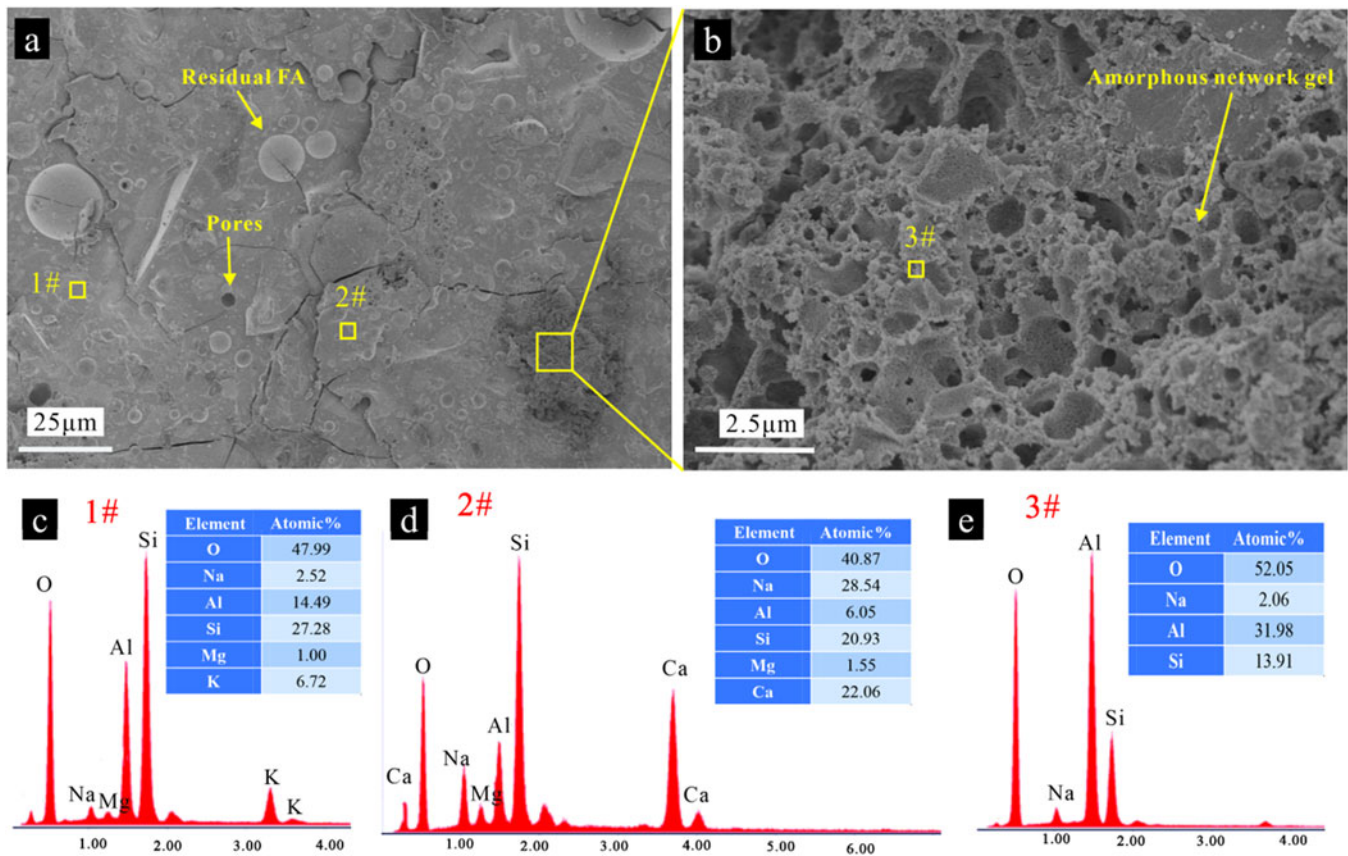 a
Residual FA
Pores
1#
2#
25μm
b
Amorphous network gel
3#
2.5μm
c 1#
Element Atomic%
O 47.99
Na 2.52
Al 14.49
Si 27.28
Mg 1.00
K 6.72
O Na Mg Al Si K K
1.00 2.00 3.00 4.00
d 2#
Element Atomic%
O 40.87
Na 28.54
Al 6.05
Si 20.93
Mg 1.55
Ca 22.06
Ca O Na Mg Al Si Ca Ca
1.00 2.00 3.00 4.00 5.00 6.00
e 3#
Element Atomic%
O 52.05
Na 2.06
Al 31.98
Si 13.91
O Na Al Si
1.00 2.00 3.00 4.00